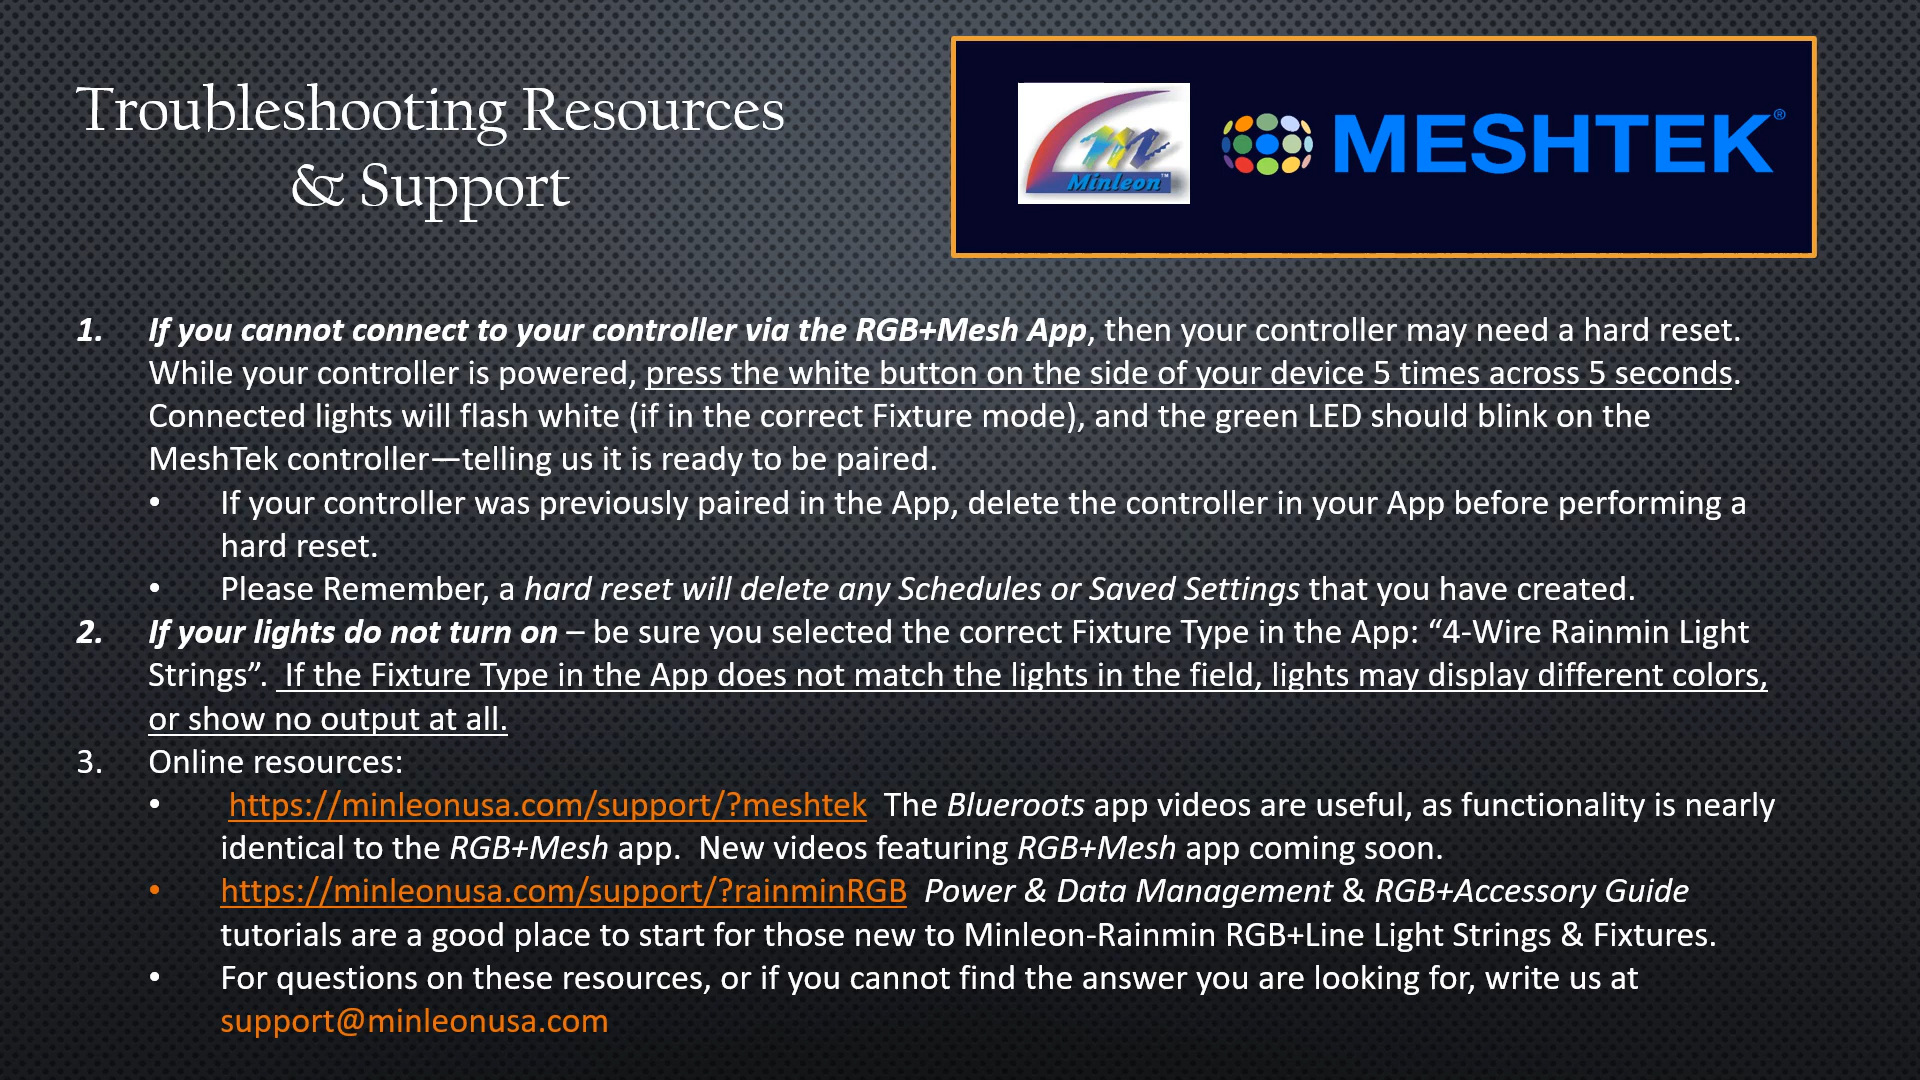 Troubleshooting Resources
& Support
Minleon™
MESHTEK®
1. If you cannot connect to your controller via the RGB+Mesh App, then your controller may need a hard reset.
While your controller is powered, press the white button on the side of your device 5 times across 5 seconds.
Connected lights will flash white (if in the correct Fixture mode), and the green LED should blink on the
MeshTek controller—telling us it is ready to be paired.
• If your controller was previously paired in the App, delete the controller in your App before performing a
hard reset.
• Please Remember, a hard reset will delete any Schedules or Saved Settings that you have created.
2. If your lights do not turn on – be sure you selected the correct Fixture Type in the App: “4-Wire Rainmin Light
Strings”. If the Fixture Type in the App does not match the lights in the field, lights may display different colors,
or show no output at all.
3. Online resources:
• https://minleonusa.com/support/?meshtek The Blueroots app videos are useful, as functionality is nearly
identical to the RGB+Mesh app. New videos featuring RGB+Mesh app coming soon.
• https://minleonusa.com/support/?rainminRGB Power & Data Management & RGB+Accessory Guide
tutorials are a good place to start for those new to Minleon-Rainmin RGB+Line Light Strings & Fixtures.
• For questions on these resources, or if you cannot find the answer you are looking for, write us at
support@minleonusa.com